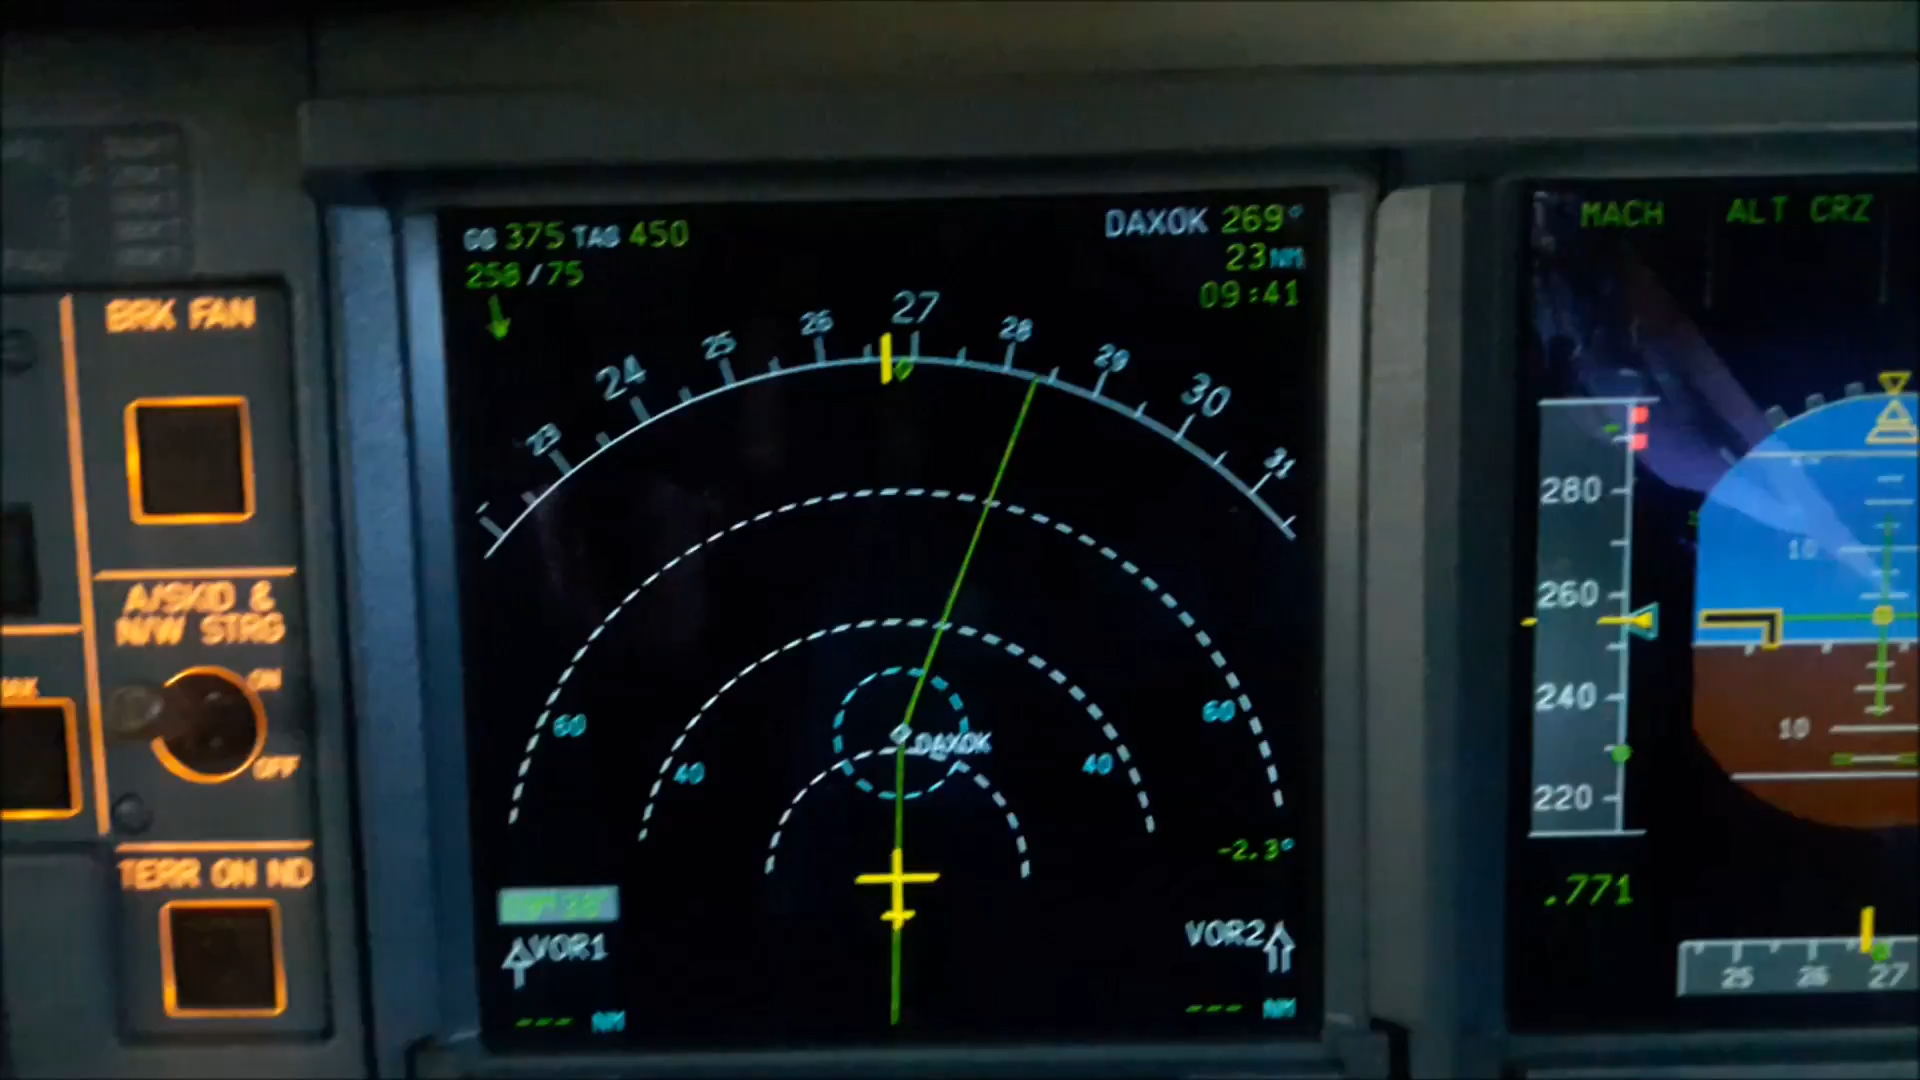 BRK FAN
A/SKID &
N/W STRG
ON
OFF
TERR ON ND
GS 375 TAS 450
258/75
DAXOK 269°
23 NM
09:41
23
24
25
26
27
28
29
30
31
60
60
40
40
DAXOK
-2.3°
VOR1
VOR2
--- NM
--- NM
MACH
ALT CRZ
280
260
240
220
10
10
.771
25
26
27